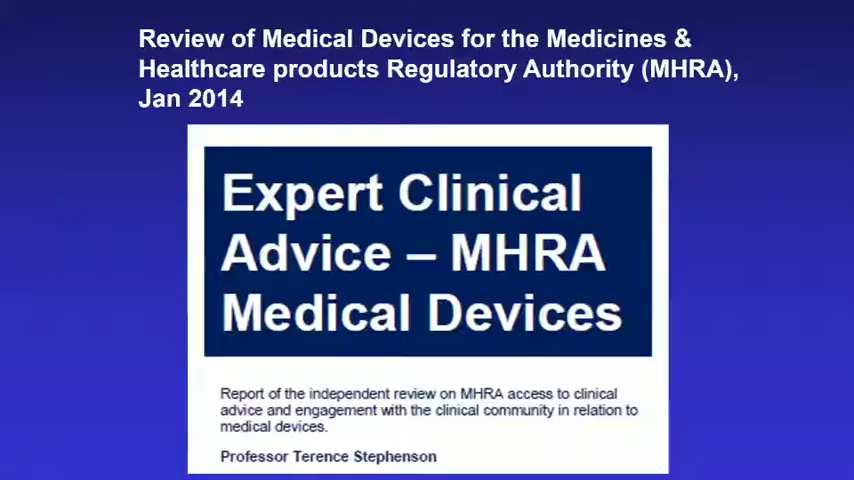 Review of Medical Devices for the Medicines &
Healthcare products Regulatory Authority (MHRA),
Jan 2014
Expert Clinical
Advice – MHRA
Medical Devices
Report of the independent review on MHRA access to clinical
advice and engagement with the clinical community in relation to
medical devices.
Professor Terence Stephenson